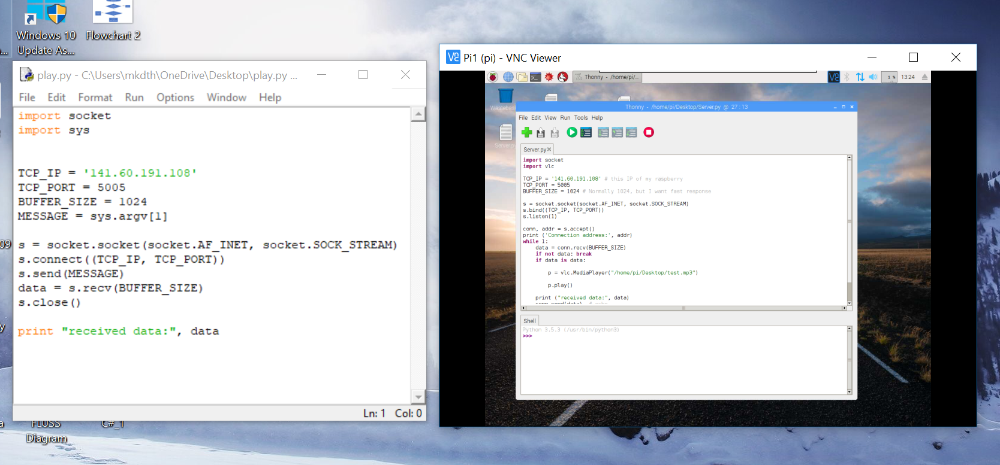 Windows 10
Update As...
Flowchart 2
play.py - C:\Users\mkdth\OneDrive\Desktop\play.py ...
File Edit Format Run Options Window Help
import socket
import sys
TCP_IP = '141.60.191.108'
TCP_PORT = 5005
BUFFER_SIZE = 1024
MESSAGE = sys.argv[1]
s = socket.socket(socket.AF_INET, socket.SOCK_STREAM)
s.connect((TCP_IP, TCP_PORT))
s.send(MESSAGE)
data = s.recv(BUFFER_SIZE)
s.close()
print "received data:", data
Ln: 1 Col: 0
FLUSS
Diagram
C#_1
09
Pi1 (pi) - VNC Viewer
Thonny - /home/pi/...
1 %
13:24
Thonny - /home/pi/Desktop/Server.py @ 27 : 13
File Edit View Run Tools Help
Server.py
import socket
import vlc
TCP_IP = '141.60.191.108' # this IP of my raspberry
TCP_PORT = 5005
BUFFER_SIZE = 1024 # Normally 1024, but I want fast response
s = socket.socket(socket.AF_INET, socket.SOCK_STREAM)
s.bind((TCP_IP, TCP_PORT))
s.listen(1)
conn, addr = s.accept()
print ('Connection address:', addr)
while 1:
data = conn.recv(BUFFER_SIZE)
if not data: break
if data is data:
p = vlc.MediaPlayer("/home/pi/Desktop/test.mp3")
p.play()
print ("received data:", data)
conn.send(data) # echo
Shell
Python 3.5.3 (/usr/bin/python3)
>>>